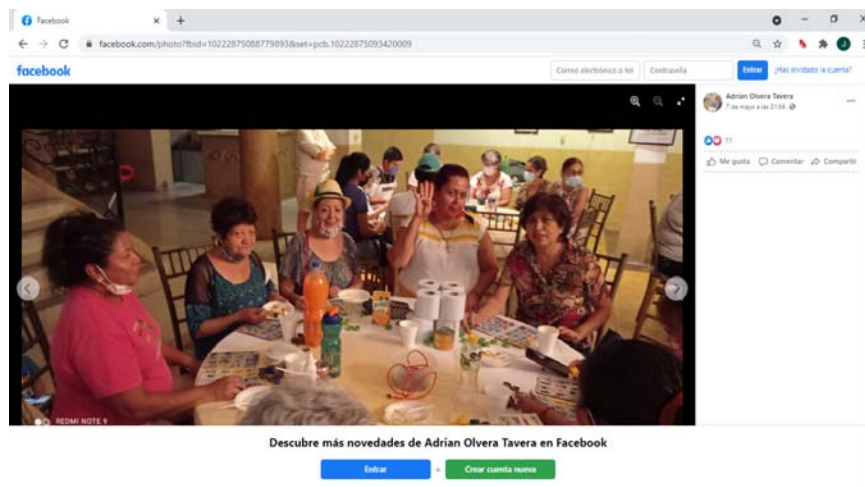 Facebook
facebook.com/photo?fbid=10222875088779893&set=pcb.10222875093420009
facebook
Correo electrónico o tel
Contraseña
Entrar
¿Has olvidado la cuenta?
Adrian Olvera Tavera
7 de mayo a las 21:58
11
Me gusta
Comentar
Compartir
REDMI NOTE 9
Descubre más novedades de Adrian Olvera Tavera en Facebook
Entrar
o
Crear cuenta nueva